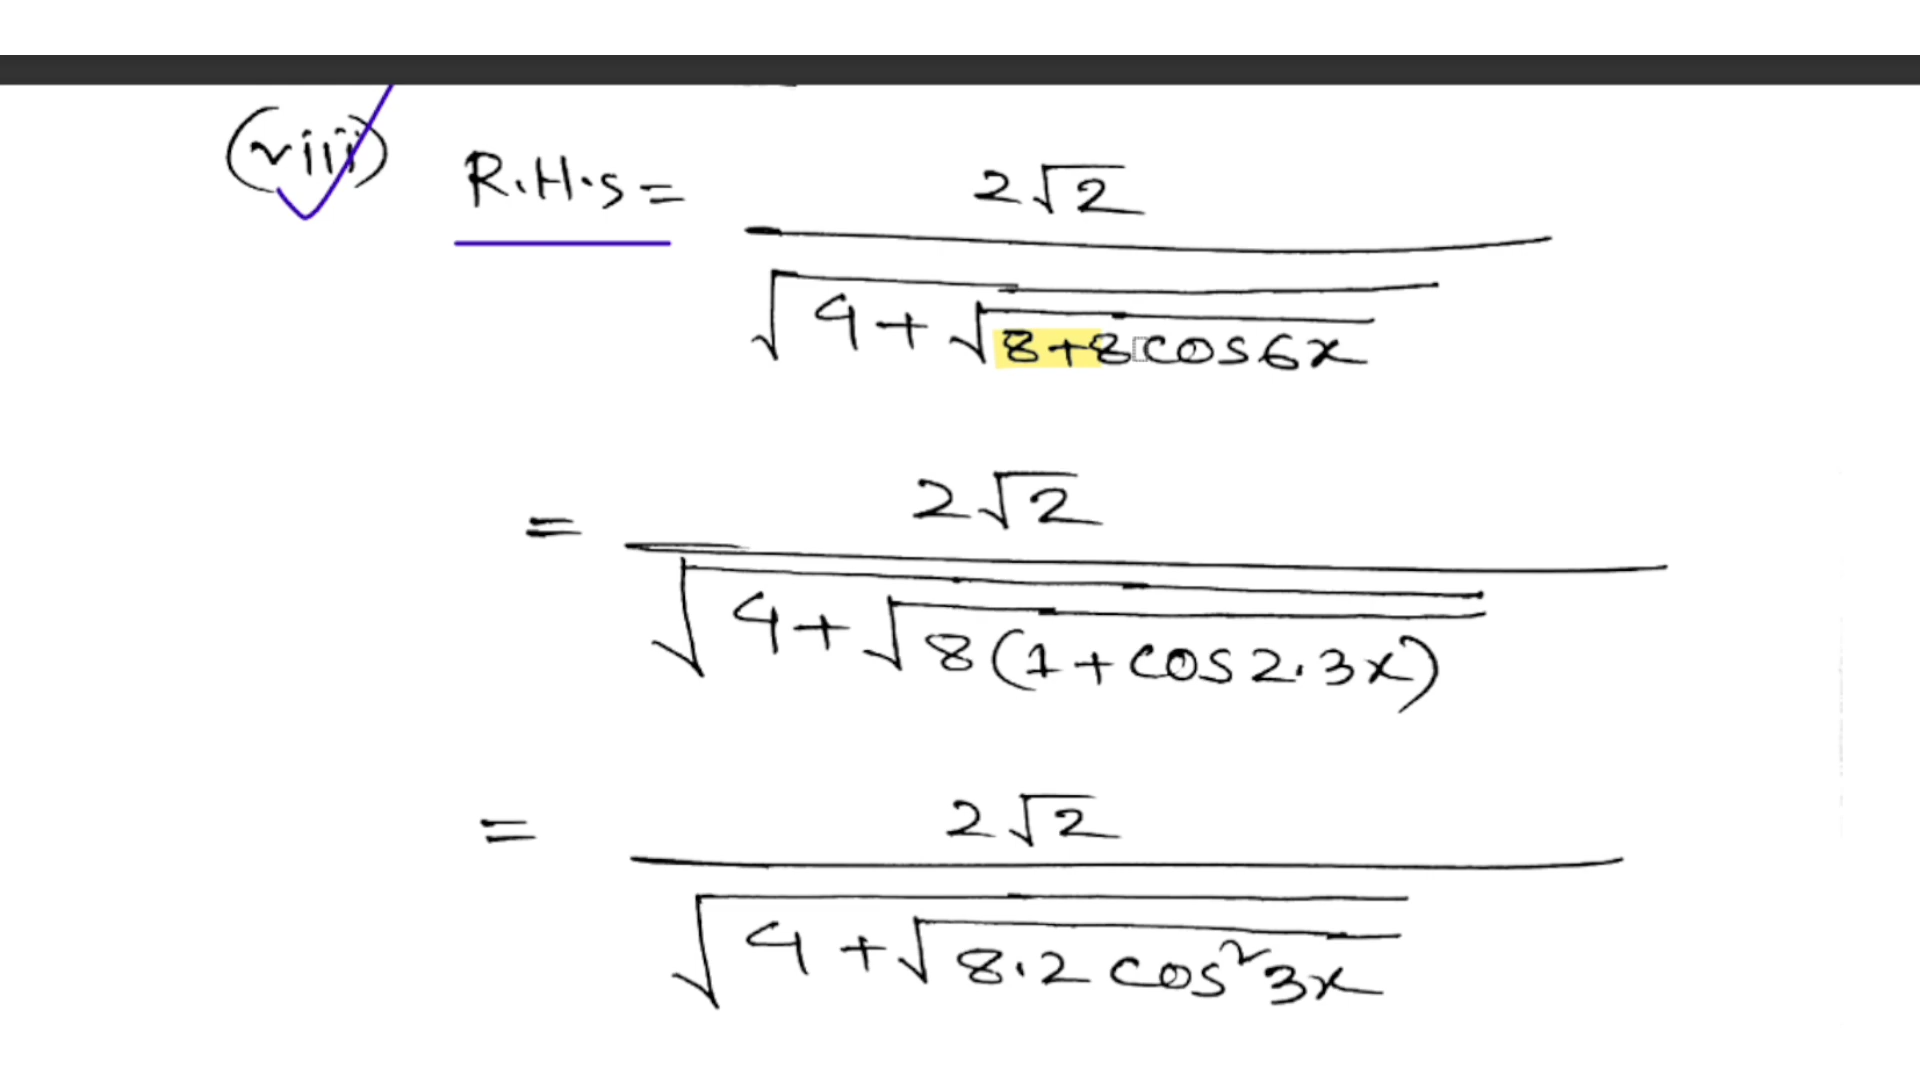 (viii) R.H.S = 2√2 / √(4+√(8+8cos6x))
= 2√2 / √(4+√(8(1+cos2.3x)))
= 2√2 / √(4+√(8.2cos²3x))